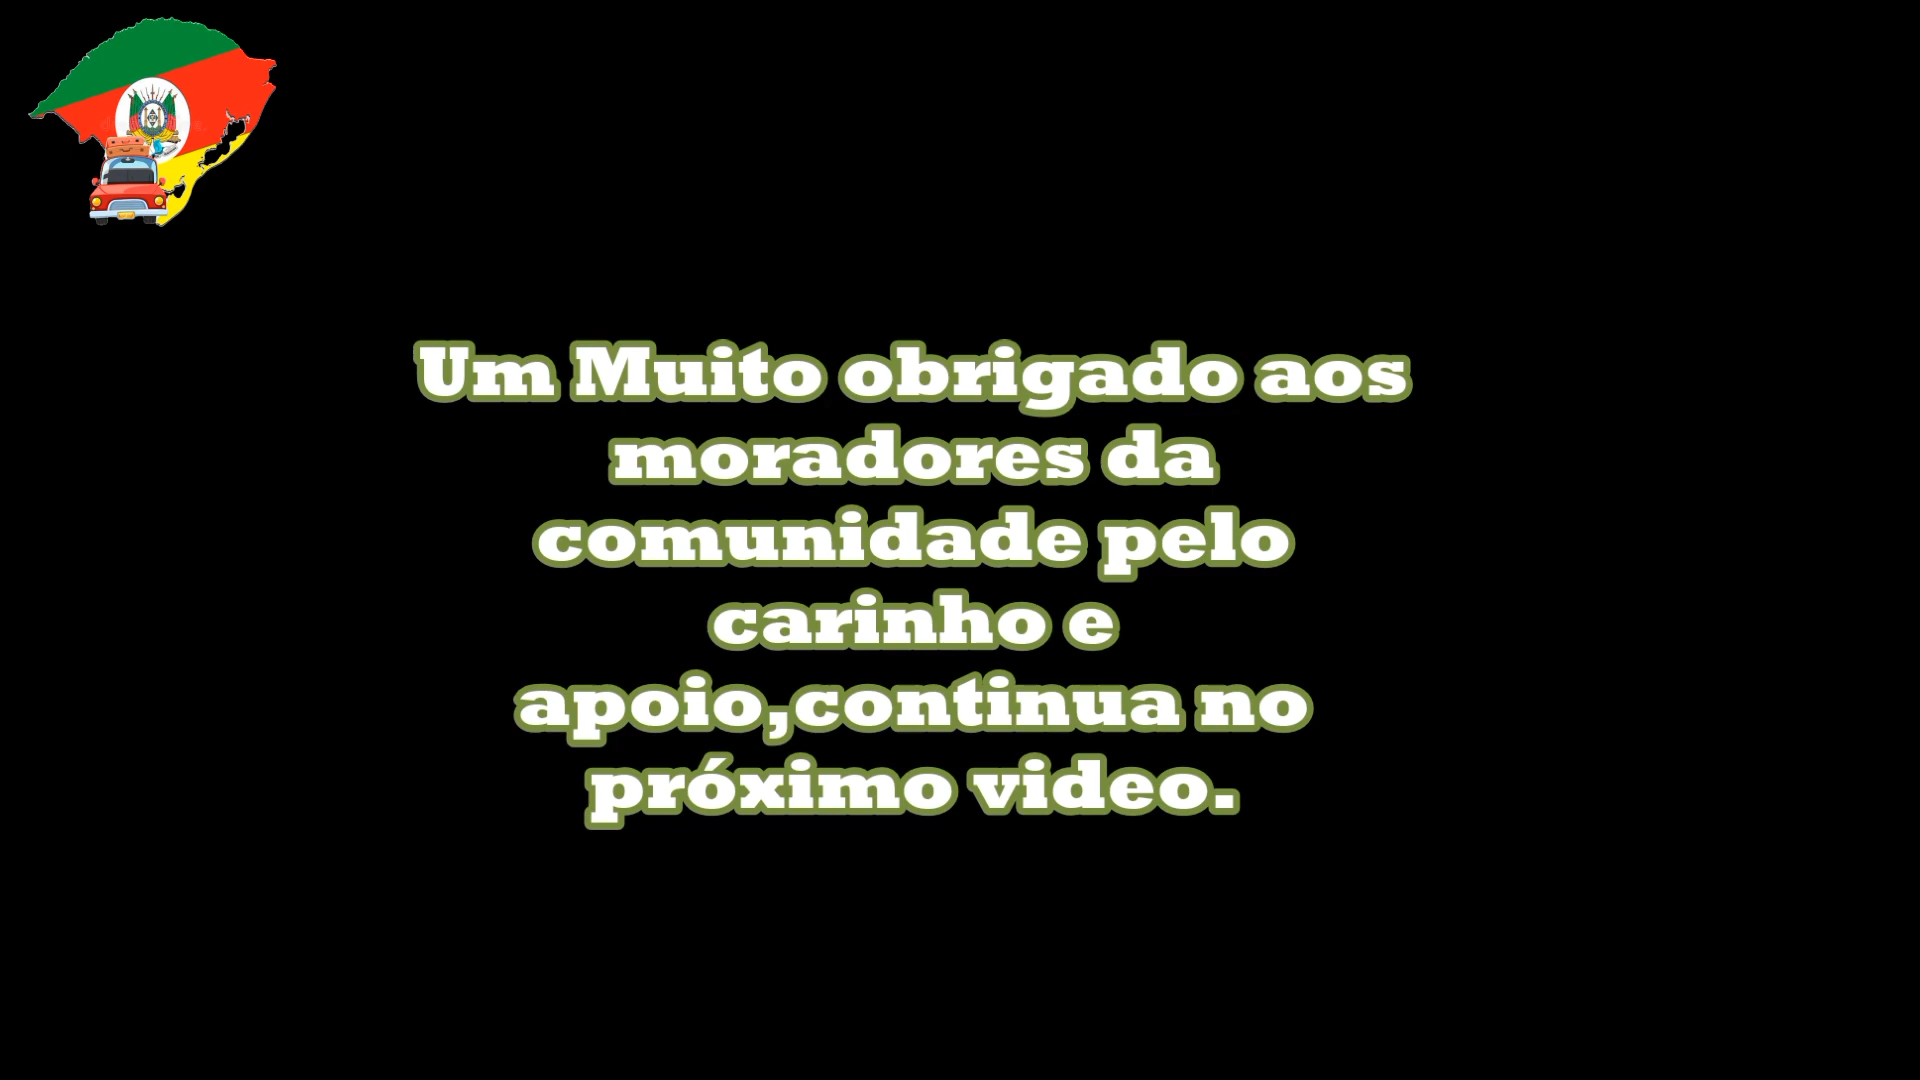 Um Muito obrigado aos
moradores da
comunidade pelo
carinho e
apoio,continua no
próximo video.